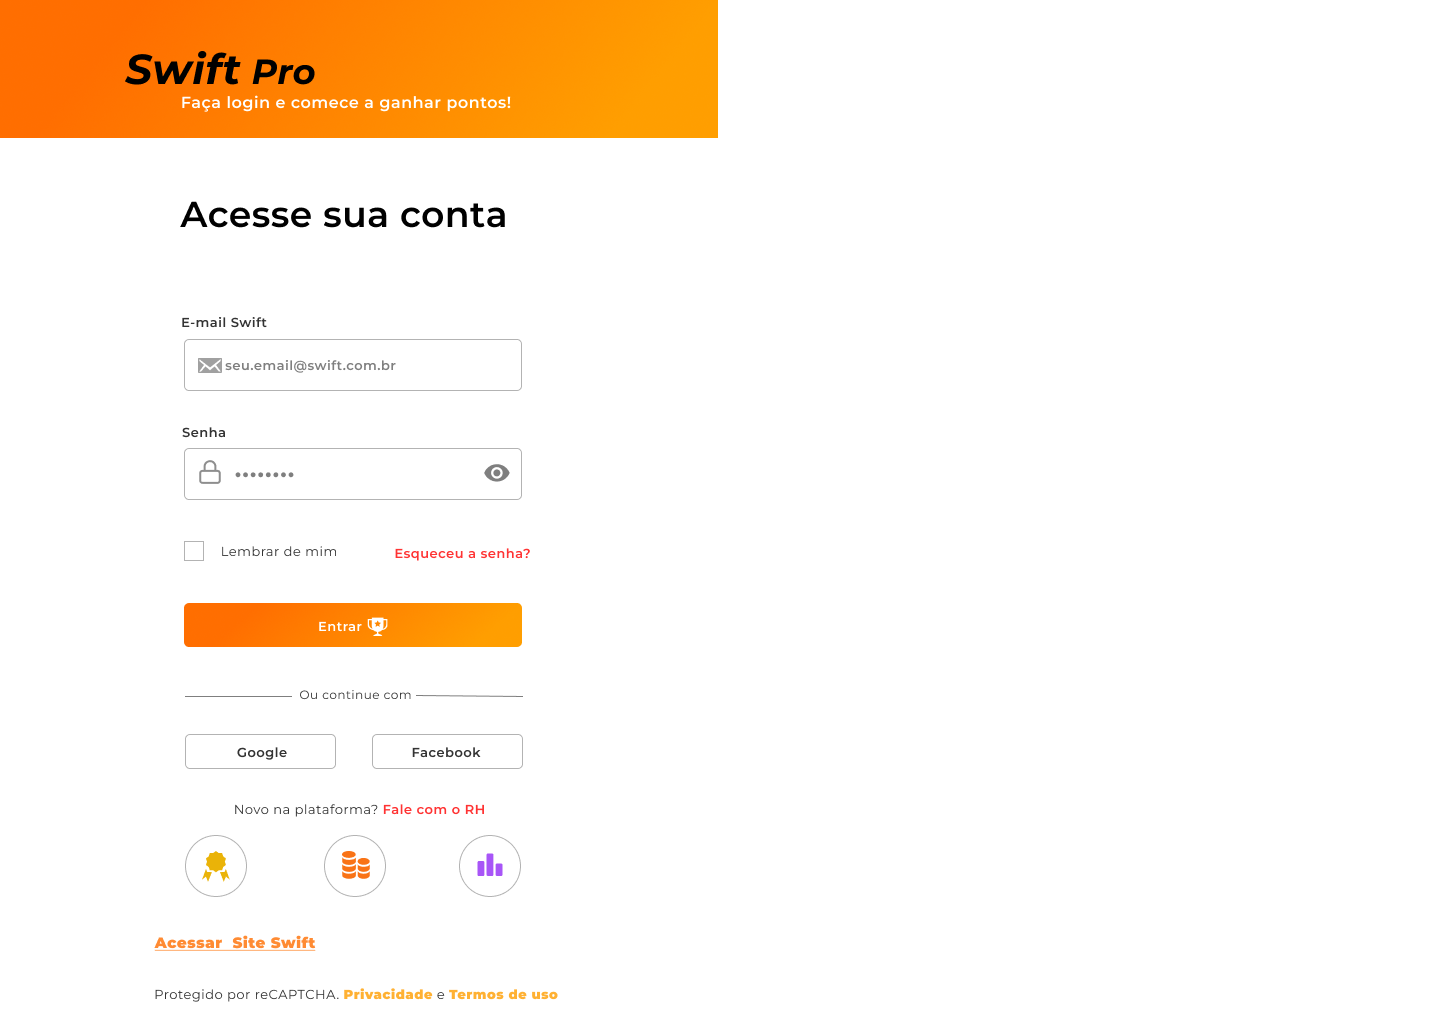 Swift Pro
Faça login e comece a ganhar pontos!
Acesse sua conta
E-mail Swift
seu.email@swift.com.br
Senha
••••••••
Lembrar de mim
Esqueceu a senha?
Entrar
Ou continue com
Google
Facebook
Novo na plataforma? Fale com o RH
Acessar  Site Swift
Protegido por reCAPTCHA. Privacidade e Termos de uso